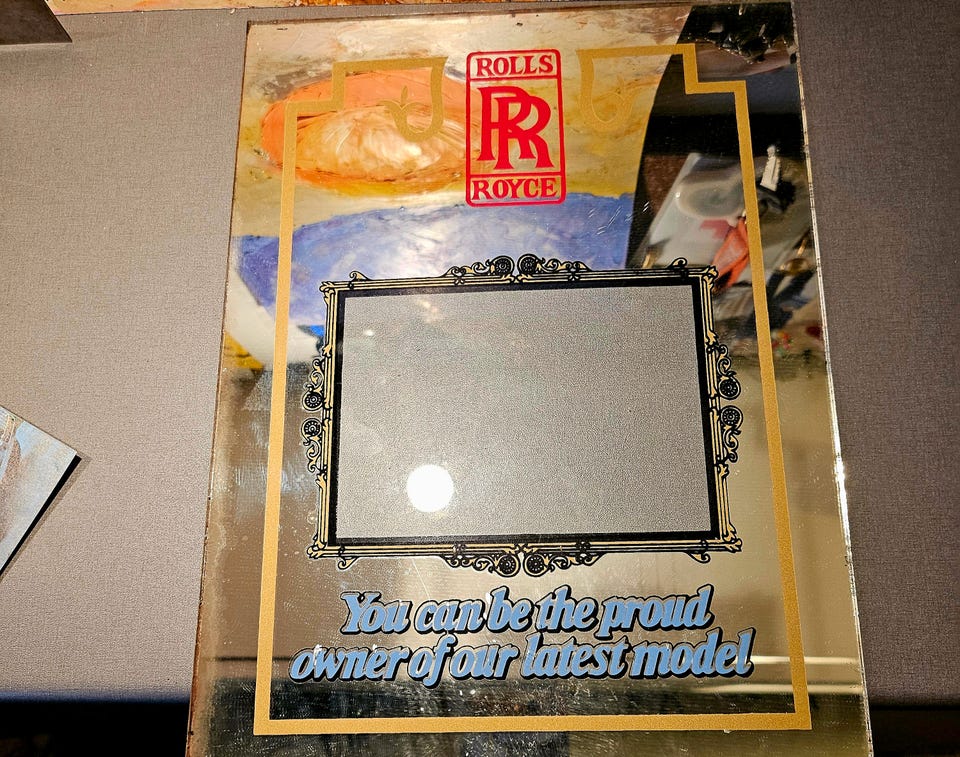 ROLLS
RR
ROYCE
You can be the proud
owner of our latest model